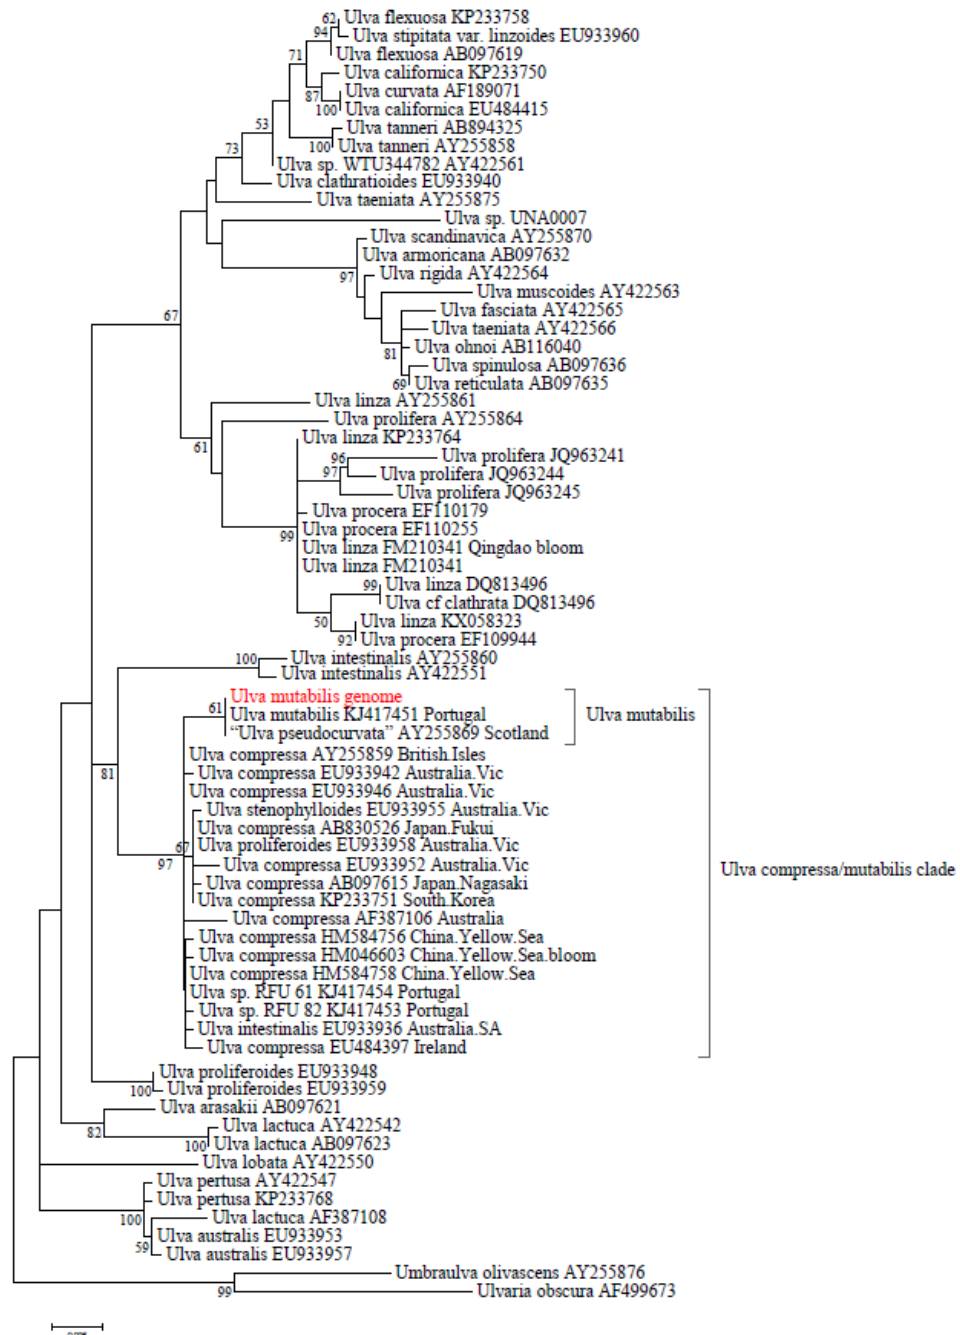 62
Ulva flexuosa KP233758
94
Ulva stipitata var. linzoides EU933960
71
Ulva flexuosa AB097619
Ulva californica KP233750
87
Ulva curvata AF189071
100
Ulva californica EU484415
53
Ulva tanneri AB894325
100
Ulva tanneri AY255858
73
Ulva sp. WTU344782 AY422561
Ulva clathratioides EU933940
Ulva taeniata AY255875
Ulva sp. UNA0007
Ulva scandinavica AY255870
Ulva armoricana AB097632
97
Ulva rigida AY422564
Ulva muscoides AY422563
Ulva fasciata AY422565
67
Ulva taeniata AY422566
81
Ulva ohnoi AB116040
Ulva spinulosa AB097636
69
Ulva reticulata AB097635
Ulva linza AY255861
Ulva prolifera AY255864
61
Ulva linza KP233764
96
Ulva prolifera JQ963241
97
Ulva prolifera JQ963244
Ulva prolifera JQ963245
Ulva procera EF110179
99
Ulva procera EF110255
Ulva linza FM210341 Qingdao bloom
Ulva linza FM210341
99
Ulva linza DQ813496
Ulva cf clathrata DQ813496
50
Ulva linza KX058323
92
Ulva procera EF109944
100
Ulva intestinalis AY255860
Ulva intestinalis AY422551
Ulva mutabilis genome
61
Ulva mutabilis KJ417451 Portugal
Ulva mutabilis
“Ulva pseudocurvata” AY255869 Scotland
Ulva compressa AY255859 British.Isles
81
Ulva compressa EU933942 Australia.Vic
Ulva compressa EU933946 Australia.Vic
Ulva stenophylloides EU933955 Australia.Vic
Ulva compressa AB830526 Japan.Fukui
67
Ulva proliferoides EU933958 Australia.Vic
97
Ulva compressa EU933952 Australia.Vic
Ulva compressa/mutabilis clade
Ulva compressa AB097615 Japan.Nagasaki
Ulva compressa KP233751 South.Korea
Ulva compressa AF387106 Australia
Ulva compressa HM584756 China.Yellow.Sea
Ulva compressa HM046603 China.Yellow.Sea.bloom
Ulva compressa HM584758 China.Yellow.Sea
Ulva sp. RFU 61 KJ417454 Portugal
Ulva sp. RFU 82 KJ417453 Portugal
Ulva intestinalis EU933936 Australia.SA
Ulva compressa EU484397 Ireland
Ulva proliferoides EU933948
100
Ulva proliferoides EU933959
Ulva arasakii AB097621
82
Ulva lactuca AY422542
100
Ulva lactuca AB097623
Ulva lobata AY422550
Ulva pertusa AY422547
Ulva pertusa KP233768
100
Ulva lactuca AF387108
Ulva australis EU933953
59
Ulva australis EU933957
Umbraulva olivascens AY255876
99
Ulvaria obscura AF499673